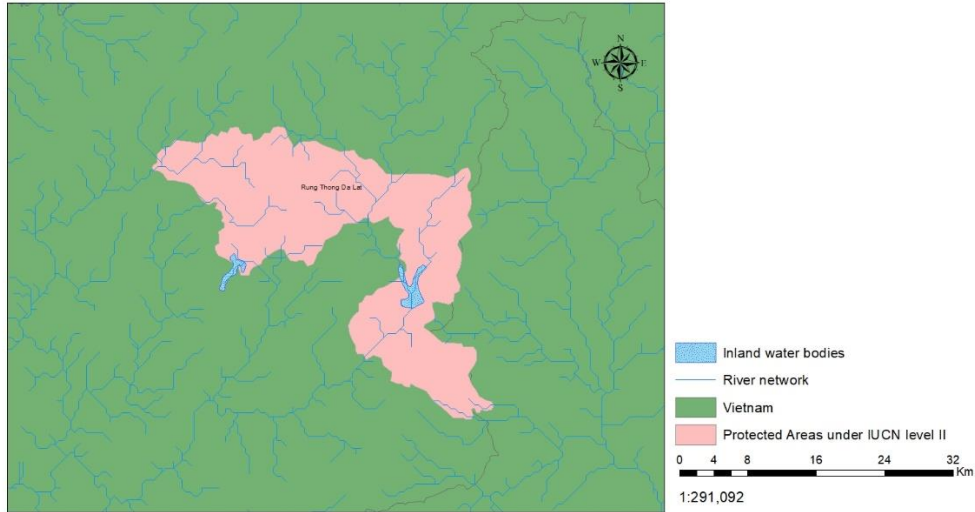 N
W E
S
Rung Thong Da Lat
Inland water bodies
River network
Vietnam
Protected Areas under IUCN level II
0 4 8 16 24 32
Km
1:291,092